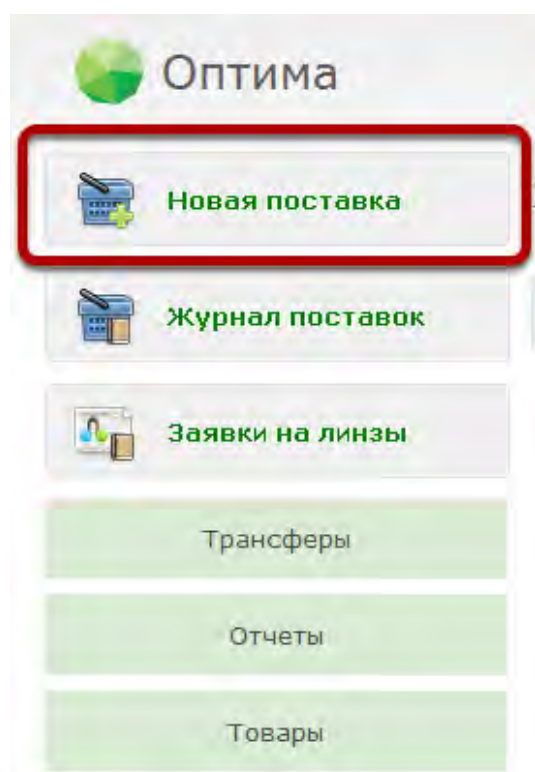 Оптима
Новая поставка
Журнал поставок
Заявки на линзы
Трансферы
Отчеты
Товары